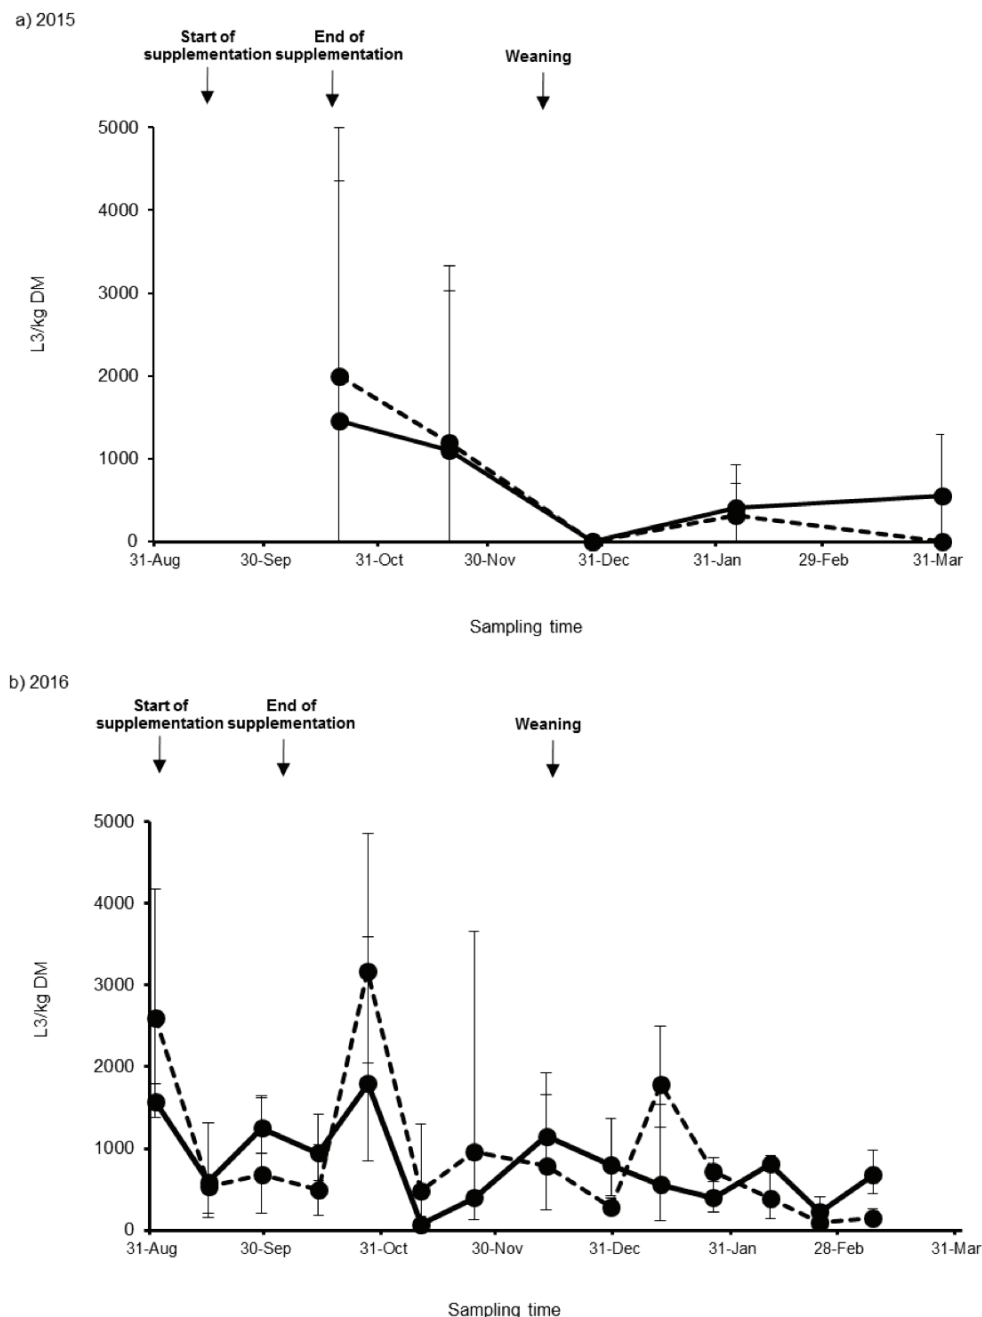 a) 2015
Start of supplementation
End of supplementation
Weaning
5000
4000
3000
2000
1000
0
L3/kg DM
31-Aug 30-Sep 31-Oct 30-Nov 31-Dec 31-Jan 29-Feb 31-Mar
Sampling time
b) 2016
Start of supplementation
End of supplementation
Weaning
5000
4000
3000
2000
1000
0
L3/kg DM
31-Aug 30-Sep 31-Oct 30-Nov 31-Dec 31-Jan 28-Feb 31-Mar
Sampling time